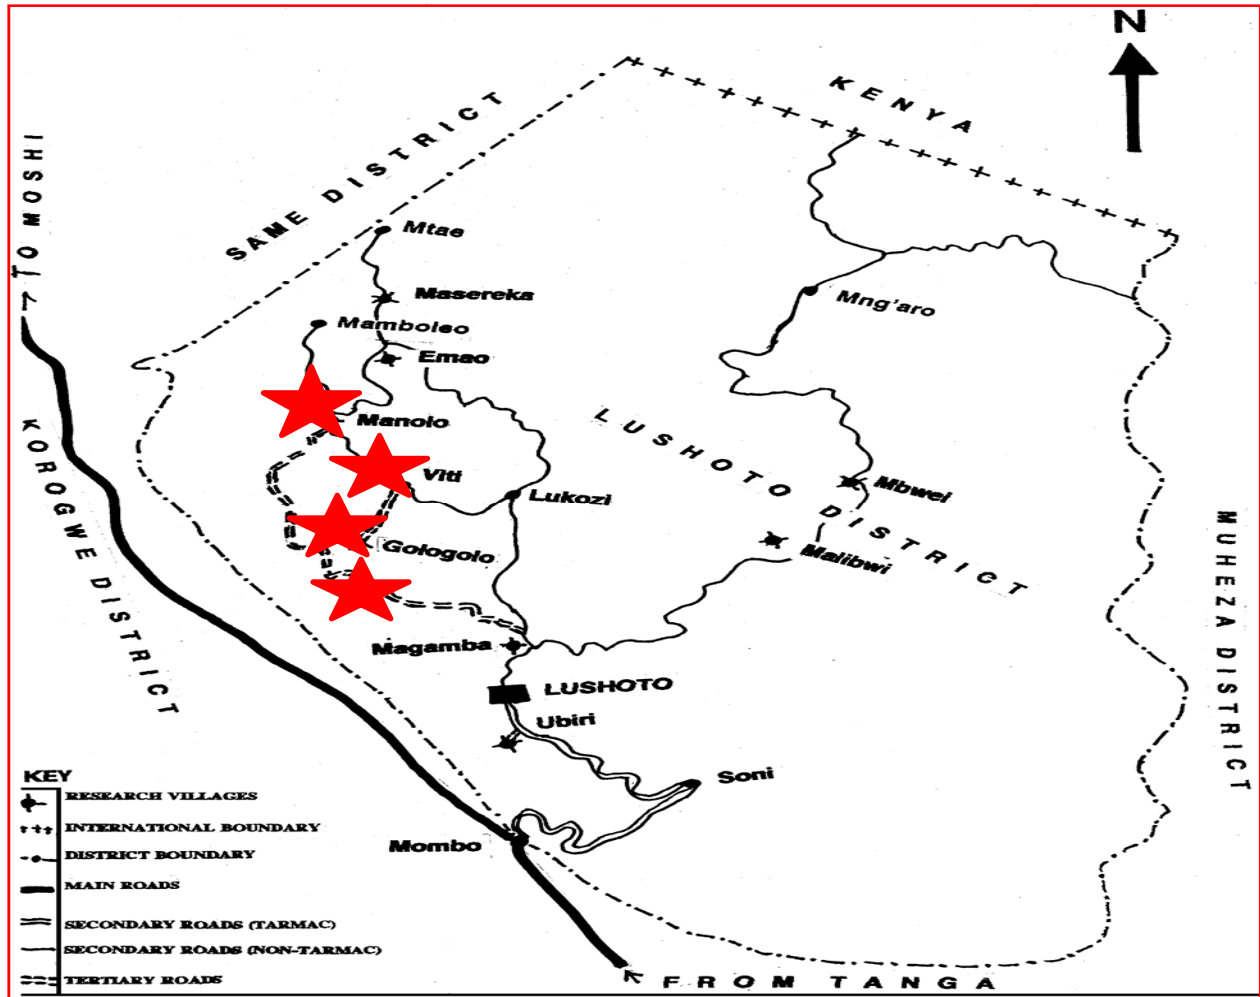 N
KENYA
SAME DISTRICT
TO MOSHI
Mtae
Masereka
Mng'aro
Mamboleo
Emao
Manolo
LUSHOTO DISTRICT
Viti
Lukozi
Mbwei
KOROGWE DISTRICT
Gologolo
Malibwi
MUHEZA DISTRICT
Magamba
LUSHOTO
Ubiri
Soni
Mombo
FROM TANGA
KEY
RESEARCH VILLAGES
INTERNATIONAL BOUNDARY
DISTRICT BOUNDARY
MAIN ROADS
SECONDARY ROADS (TARMAC)
SECONDARY ROADS (NON-TARMAC)
TERTIARY ROADS